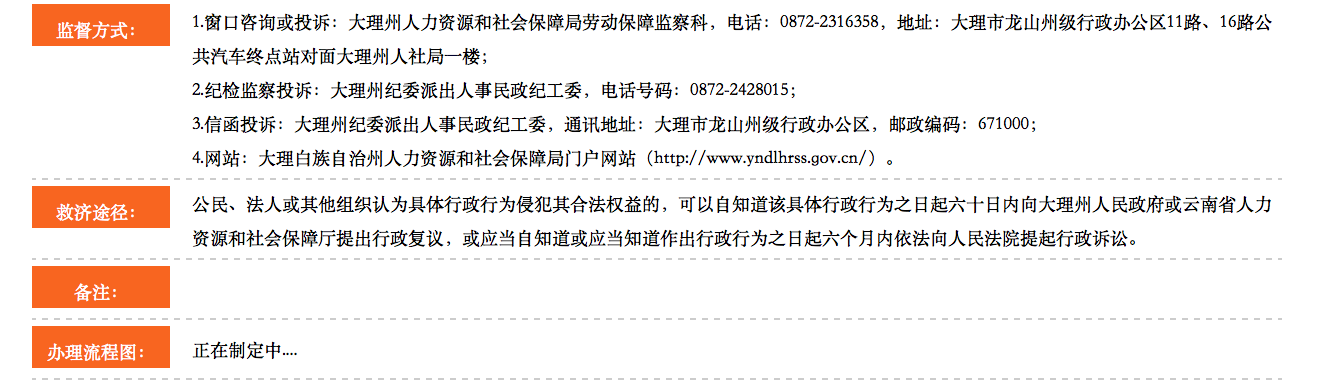 监督方式：
1.窗口咨询或投诉：大理州人力资源和社会保障局劳动保障监察科，电话：0872-2316358，地址：大理市龙山州级行政办公区11路、16路公
共汽车终点站对面大理州人社局一楼；
2.纪检监察投诉：大理州纪委派出人事民政纪工委，电话号码：0872-2428015；
3.信函投诉：大理州纪委派出人事民政纪工委，通讯地址：大理市龙山州级行政办公区，邮政编码：671000；
4.网站：大理白族自治州人力资源和社会保障局门户网站（http://www.yndlhrss.gov.cn/）。
救济途径：
公民、法人或其他组织认为具体行政行为侵犯其合法权益的，可以自知道该具体行政行为之日起六十日内向大理州人民政府或云南省人力
资源和社会保障厅提出行政复议，或应当自知道或应当知道作出行政行为之日起六个月内依法向人民法院提起行政诉讼。
备注：
办理流程图：
正在制定中....